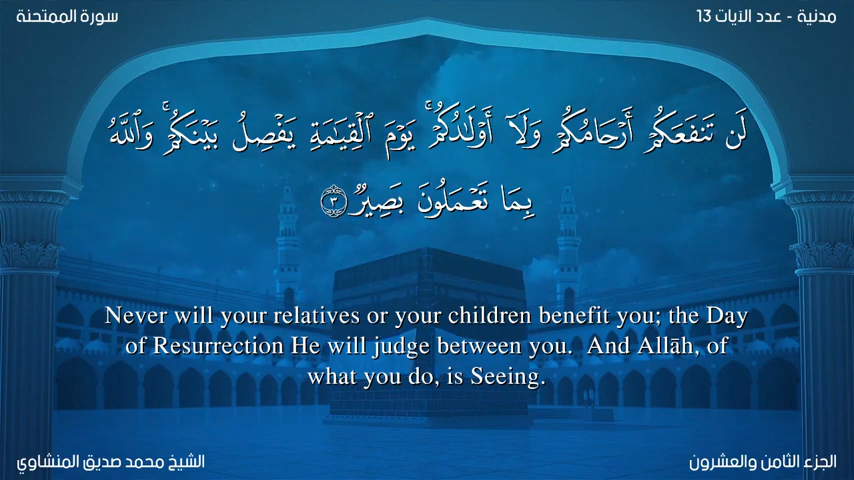 مدنية - عدد الآيات 13
سورة الممتحنة
لَن تَنفَعَكُمْ أَرْحَامُكُمْ وَلَآ أَوْلَٰدُكُمْ ۚ يَوْمَ ٱلْقِيَٰمَةِ يَفْصِلُ بَيْنَكُمْ ۚ وَٱللَّهُ
بِمَا تَعْمَلُونَ بَصِيرٌ ٣
Never will your relatives or your children benefit you; the Day
of Resurrection He will judge between you.  And Allāh, of
what you do, is Seeing.
الجزء الثامن والعشرون
الشيخ محمد صديق المنشاوي